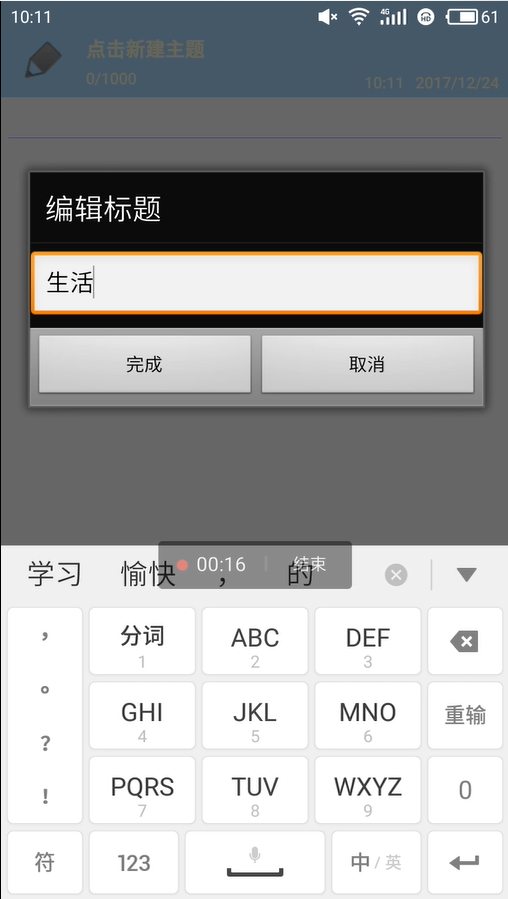 10:11 4G HD 61
点击新建主题
0/1000
10:11 2017/12/24
编辑标题
生活
完成 取消
00:16 结束
学习 愉快 ， 的
， 分词 ABC DEF
1 2 3
。 GHI JKL MNO 重输
4 5 6
？
！ PQRS TUV WXYZ 0
7 8 9
符 123 中/英